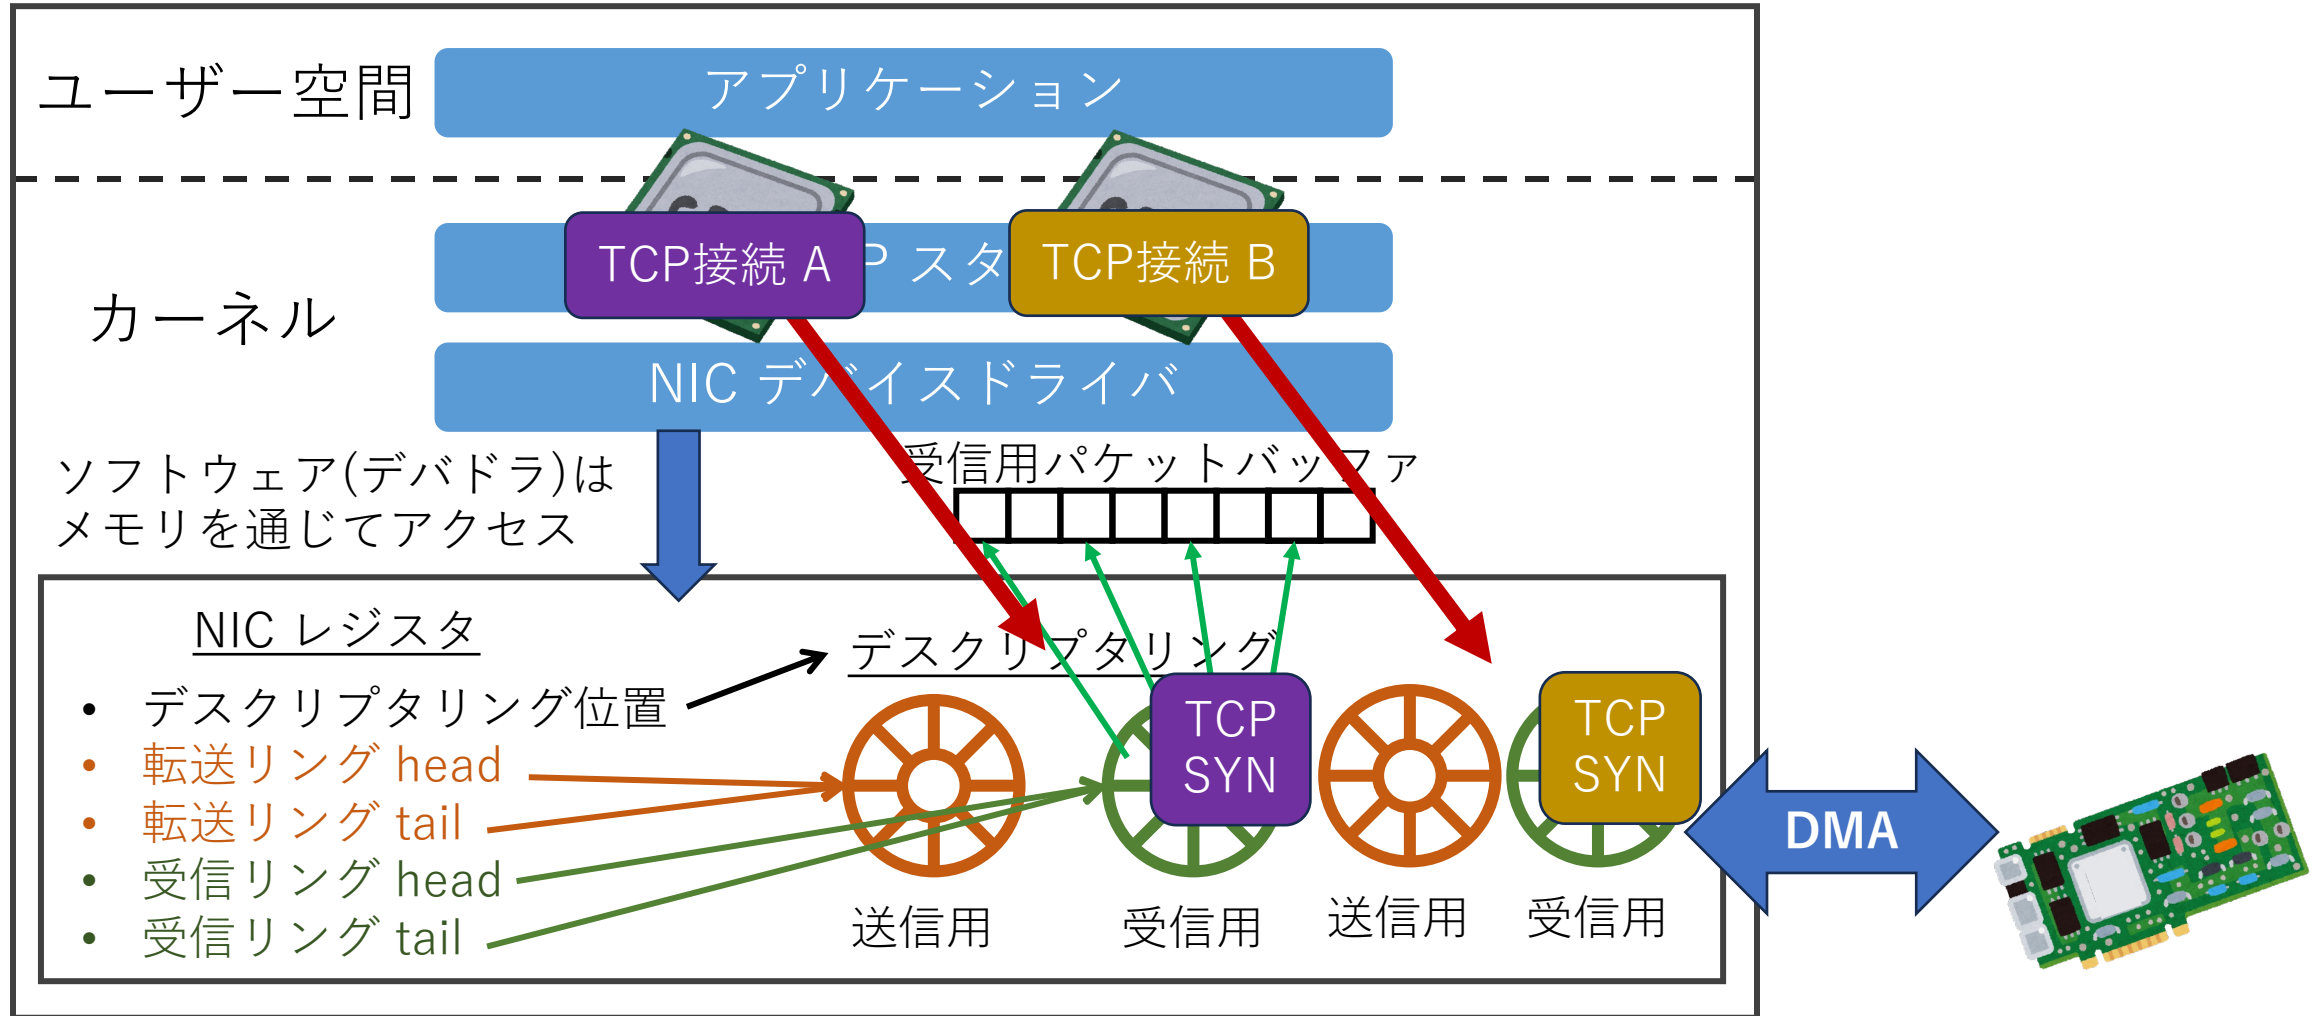 ユーザー空間
アプリケーション
TCP接続 A
P スタ
TCP接続 B
カーネル
NIC デバイスドライバ
ソフトウェア(デバドラ)は
メモリを通じてアクセス
受信用パケットバッファ
NIC レジスタ
• デスクリプタリング位置
• 転送リング head
• 転送リング tail
• 受信リング head
• 受信リング tail
デスクリプタリング
TCP
SYN
TCP
SYN
送信用
受信用
送信用
受信用
DMA